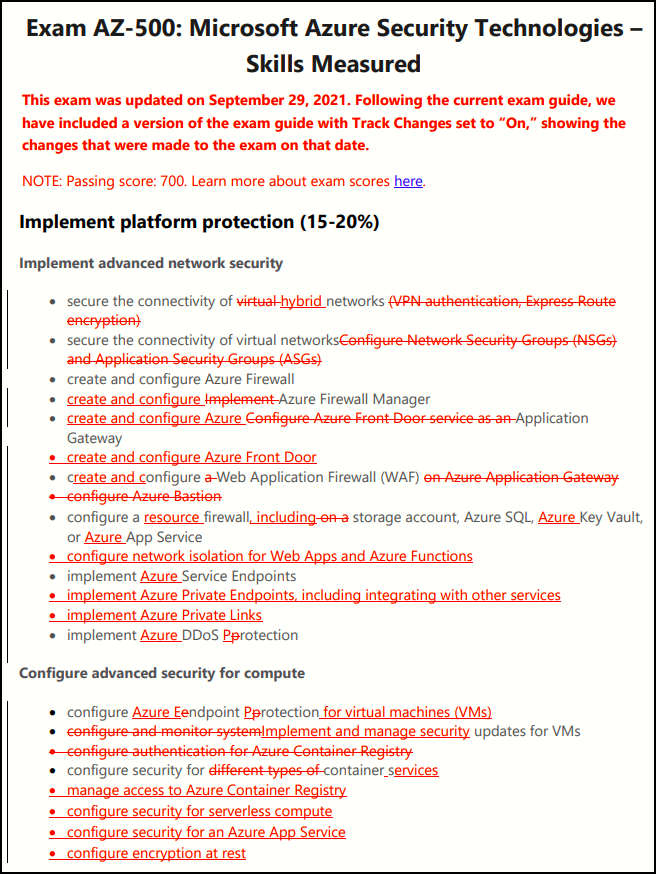 Exam AZ-500: Microsoft Azure Security Technologies –
Skills Measured
This exam was updated on September 29, 2021. Following the current exam guide, we
have included a version of the exam guide with Track Changes set to “On,” showing the
changes that were made to the exam on that date.
NOTE: Passing score: 700. Learn more about exam scores here.
Implement platform protection (15-20%)
Implement advanced network security
• secure the connectivity of virtual hybrid networks (VPN authentication, Express Route
encryption)
• secure the connectivity of virtual networksConfigure Network Security Groups (NSGs)
and Application Security Groups (ASGs)
• create and configure Azure Firewall
• create and configure Implement Azure Firewall Manager
• create and configure Azure Configure Azure Front Door service as an Application
Gateway
• create and configure Azure Front Door
• create and configure a Web Application Firewall (WAF) on Azure Application Gateway
• configure Azure Bastion
• configure a resource firewall, including on a storage account, Azure SQL, Azure Key Vault,
or Azure App Service
• configure network isolation for Web Apps and Azure Functions
• implement Azure Service Endpoints
• implement Azure Private Endpoints, including integrating with other services
• implement Azure Private Links
• implement Azure DDoS Pprotection
Configure advanced security for compute
• configure Azure Eendpoint Pprotection for virtual machines (VMs)
• configure and monitor systemImplement and manage security updates for VMs
• configure authentication for Azure Container Registry
• configure security for different types of container services
• manage access to Azure Container Registry
• configure security for serverless compute
• configure security for an Azure App Service
• configure encryption at rest